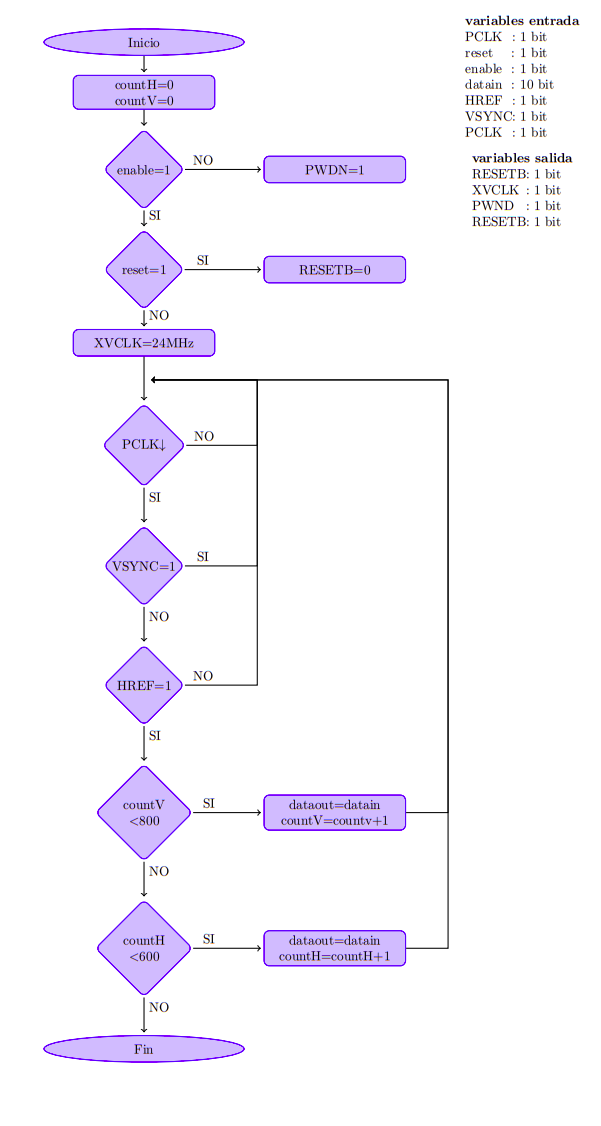 Inicio
countH=0
countV=0
enable=1
NO
PWDN=1
SI
reset=1
SI
RESETB=0
NO
XVCLK=24MHz
PCLK↓
NO
SI
VSYNC=1
SI
NO
HREF=1
NO
SI
countV
<800
SI
dataout=datain
countV=countv+1
NO
countH
<600
SI
dataout=datain
countH=countH+1
NO
Fin
variables entrada
PCLK : 1 bit
reset : 1 bit
enable : 1 bit
datain : 10 bit
HREF : 1 bit
VSYNC: 1 bit
PCLK : 1 bit
variables salida
RESETB: 1 bit
XVCLK : 1 bit
PWND : 1 bit
RESETB: 1 bit